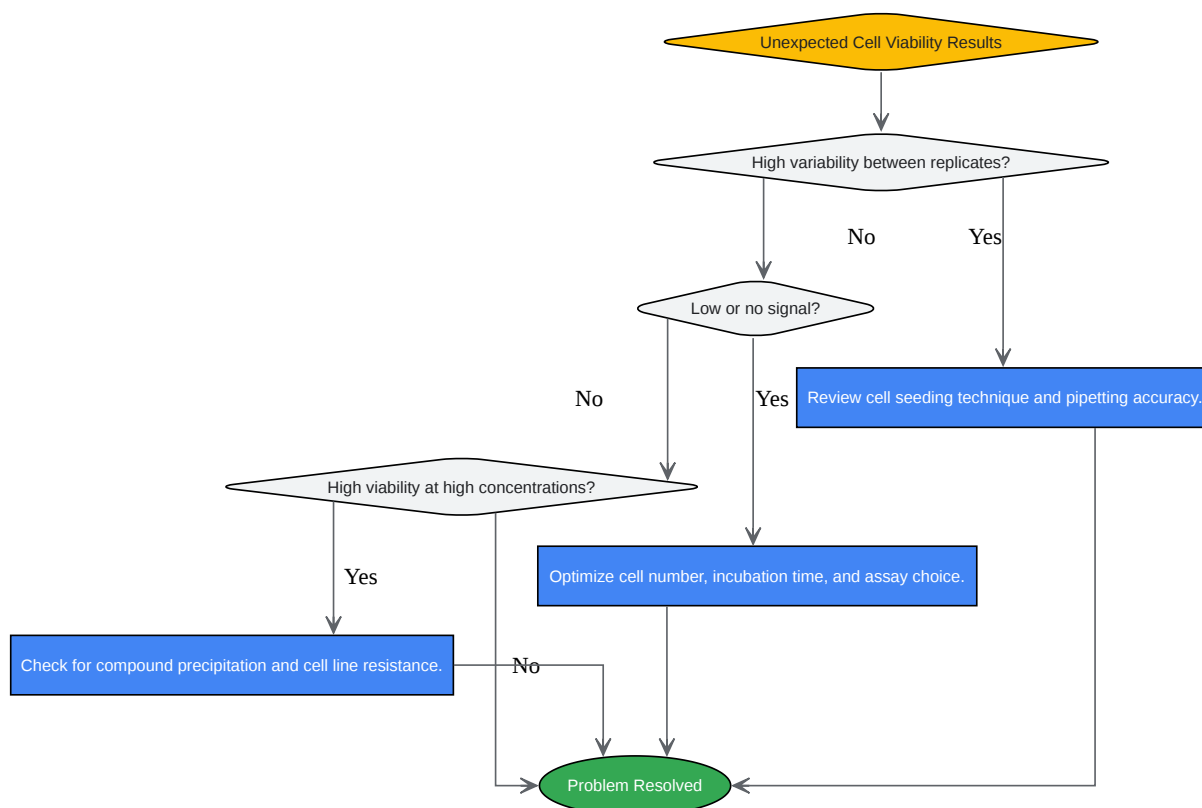 Unexpected Cell Viability Results
High variability between replicates?
No
Yes
Low or no signal?
No
Yes
Review cell seeding technique and pipetting accuracy.
High viability at high concentrations?
Yes
Optimize cell number, incubation time, and assay choice.
Check for compound precipitation and cell line resistance.
No
Problem Resolved